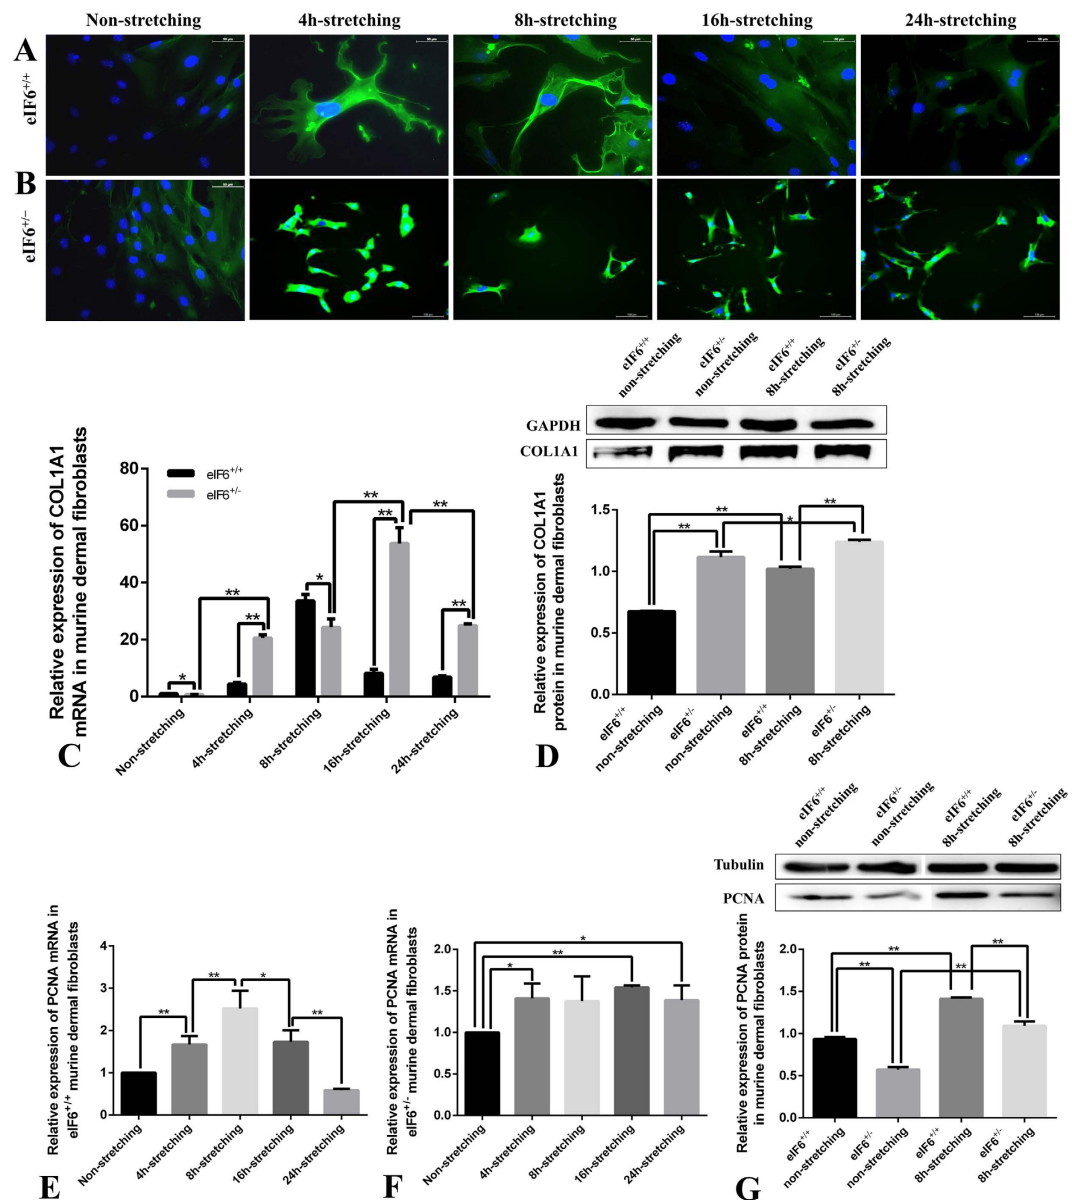 Non-stretching 4h-stretching 8h-stretching 16h-stretching 24h-stretching
A
eIF6+/+
50 μm
B
eIF6+/-
50 μm
eIF6+/+ non-stretching
eIF6+/- non-stretching
eIF6+/+ 8h-stretching
eIF6+/- 8h-stretching
GAPDH
COL1A1
Relative expression of COL1A1
mRNA in murine dermal fibroblasts
80
60
40
20
0
eIF6+/+
eIF6+/-
* ** ** * ** ** ** **
Non-stretching
4h-stretching
8h-stretching
16h-stretching
24h-stretching
C
Relative expression of COL1A1
protein in murine dermal fibroblasts
1.5
1.0
0.5
0.0
** ** * **
eIF6+/+
non-stretching
eIF6+/-
non-stretching
eIF6+/+
8h-stretching
eIF6+/-
8h-stretching
D
Relative expression of PCNA mRNA in
eIF6+/+ murine dermal fibroblasts
4
3
2
1
0
** ** * **
Non-stretching
4h-stretching
8h-stretching
16h-stretching
24h-stretching
E
Relative expression of PCNA mRNA in
eIF6+/- murine dermal fibroblasts
2.0
1.5
1.0
0.5
0.0
* ** *
Non-stretching
4h-stretching
8h-stretching
16h-stretching
24h-stretching
F
eIF6+/+
non-stretching
eIF6+/-
non-stretching
eIF6+/+
8h-stretching
eIF6+/-
8h-stretching
Tubulin
PCNA
Relative expression of PCNA protein
in murine dermal fibroblasts
2.0
1.5
1.0
0.5
0.0
** ** ** **
eIF6+/+
non-stretching
eIF6+/-
non-stretching
eIF6+/+
8h-stretching
eIF6+/-
8h-stretching
G